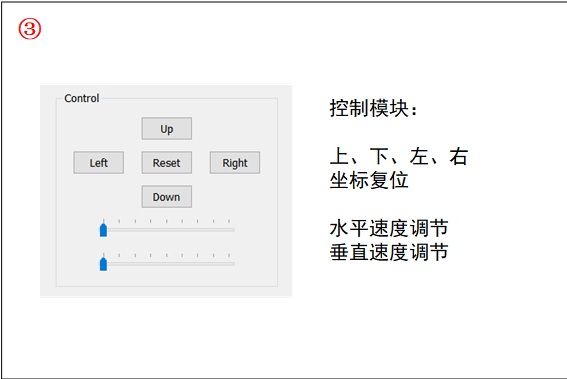 ③
Control
Up
Left Reset Right
Down
控制模块：
上、下、左、右
坐标复位
水平速度调节
垂直速度调节